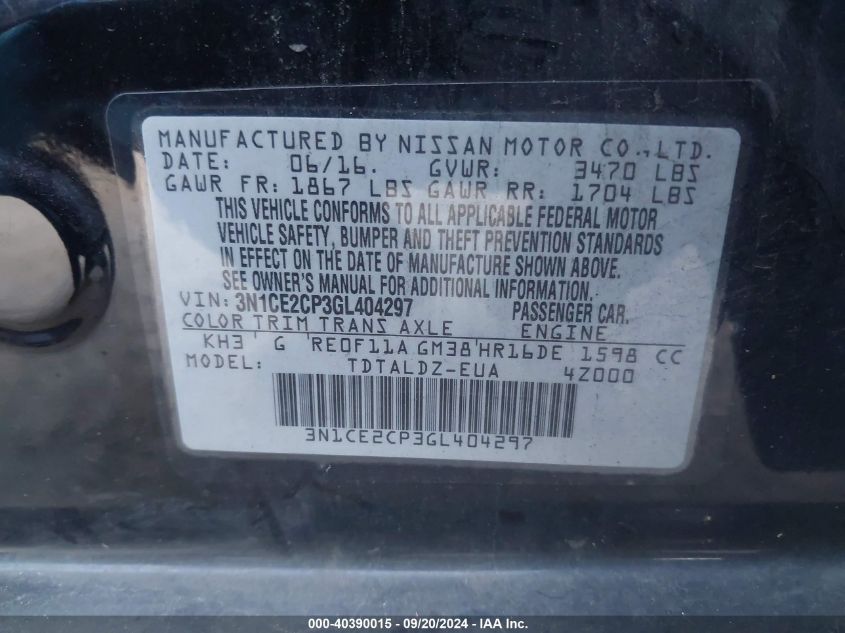 MANUFACTURED BY NISSAN MOTOR CO.,LTD.
DATE: 06/16. GVWR: 3470 LBS
GAWR FR: 1867 LBS GAWR RR: 1704 LBS
THIS VEHICLE CONFORMS TO ALL APPLICABLE FEDERAL MOTOR
VEHICLE SAFETY, BUMPER AND THEFT PREVENTION STANDARDS
IN EFFECT ON THE DATE OF MANUFACTURE SHOWN ABOVE.
SEE OWNER'S MANUAL FOR ADDITIONAL INFORMATION
VIN: 3N1CE2CP3GL404297 PASSENGER CAR.
COLOR TRIM TRANS AXLE ENGINE
KH3 ' G 'RE0F11A GM38'HR16DE 1598 CC
MODEL: TDTALDZ-EUA 4Z000
3N1CE2CP3GL404297
000-40390015 - 09/20/2024 - IAA Inc.